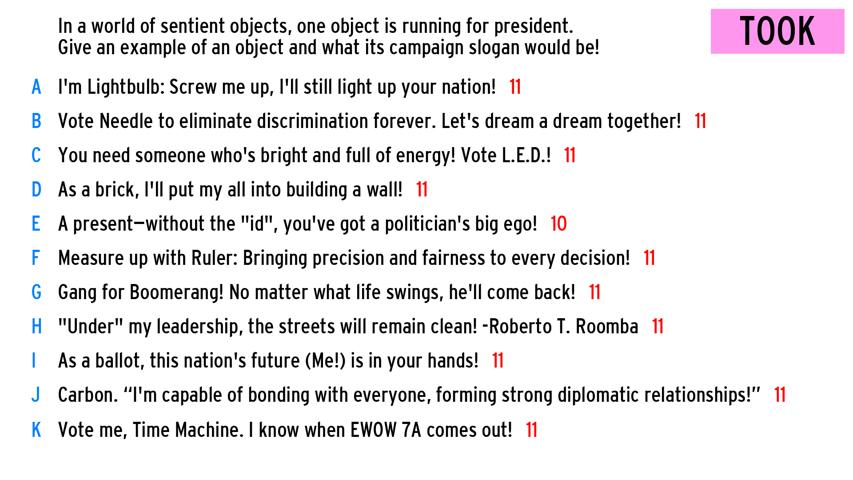 In a world of sentient objects, one object is running for president.
Give an example of an object and what its campaign slogan would be!
TOOK
A I'm Lightbulb: Screw me up, I'll still light up your nation! 11
B Vote Needle to eliminate discrimination forever. Let's dream a dream together! 11
C You need someone who's bright and full of energy! Vote L.E.D.! 11
D As a brick, I'll put my all into building a wall! 11
E A present—without the "id", you've got a politician's big ego! 10
F Measure up with Ruler: Bringing precision and fairness to every decision! 11
G Gang for Boomerang! No matter what life swings, he'll come back! 11
H "Under" my leadership, the streets will remain clean! -Roberto T. Roomba 11
I As a ballot, this nation's future (Me!) is in your hands! 11
J Carbon. “I'm capable of bonding with everyone, forming strong diplomatic relationships!” 11
K Vote me, Time Machine. I know when EWOW 7A comes out! 11